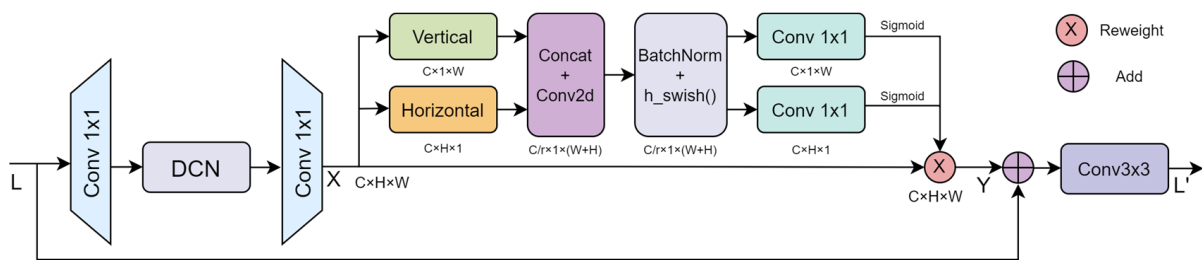 L
Conv 1x1
DCN
Conv 1x1
X
C×H×W
Vertical
C×1×W
Horizontal
C×H×1
Concat
+
Conv2d
C/r×1×(W+H)
BatchNorm
+
h_swish()
C/r×1×(W+H)
Conv 1x1
C×1×W
Conv 1x1
C×H×1
Sigmoid
Sigmoid
X
C×H×W
Y
Conv3x3
L'
X
Reweight
Add